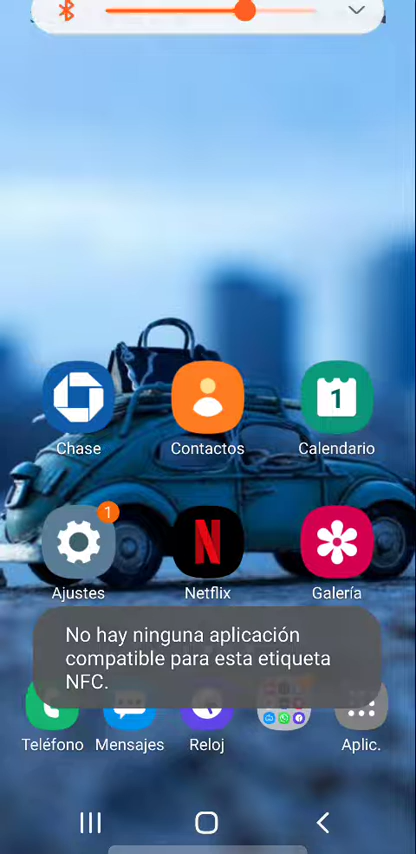 Chase Contactos Calendario
1
1
Ajustes Netflix Galería
N
No hay ninguna aplicación
compatible para esta etiqueta
NFC.
Teléfono Mensajes Reloj Aplic.